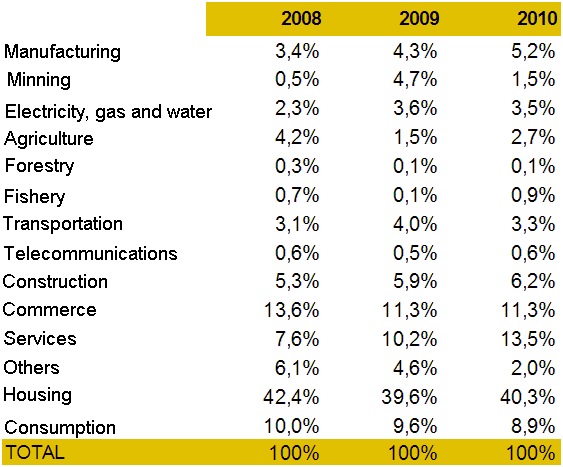 2008 2009 2010
Manufacturing 3,4% 4,3% 5,2%
Minning 0,5% 4,7% 1,5%
Electricity, gas and water 2,3% 3,6% 3,5%
Agriculture 4,2% 1,5% 2,7%
Forestry 0,3% 0,1% 0,1%
Fishery 0,7% 0,1% 0,9%
Transportation 3,1% 4,0% 3,3%
Telecommunications 0,6% 0,5% 0,6%
Construction 5,3% 5,9% 6,2%
Commerce 13,6% 11,3% 11,3%
Services 7,6% 10,2% 13,5%
Others 6,1% 4,6% 2,0%
Housing 42,4% 39,6% 40,3%
Consumption 10,0% 9,6% 8,9%
TOTAL 100% 100% 100%